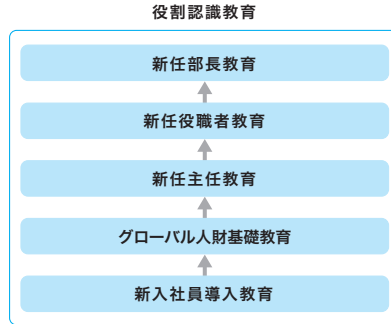 役割認識教育
新任部長教育
新任役職者教育
新任主任教育
グローバル人財基礎教育
新入社員導入教育